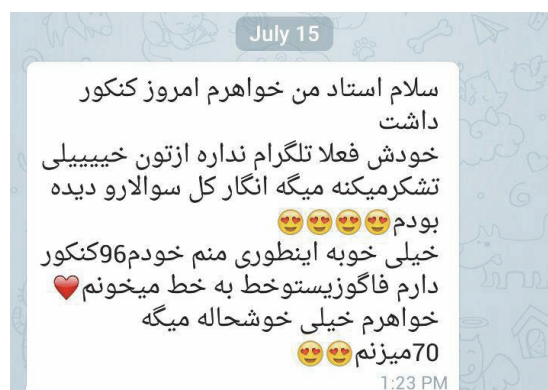 July 15
سلام استاد من خواهرم امروز کنکور
داشت
خودش فعلا تلگرام نداره ازتون خیییلی
تشکرمیکنه میگه انگار کل سوالارو دیده
بودم😍😍😍😍
خیلی خوبه اینطوری منم خودم96کنکور
دارم فاگوزیستوخط به خط میخونم❤
خواهرم خیلی خوشحاله میگه
70میزنم😍😍
1:23 PM